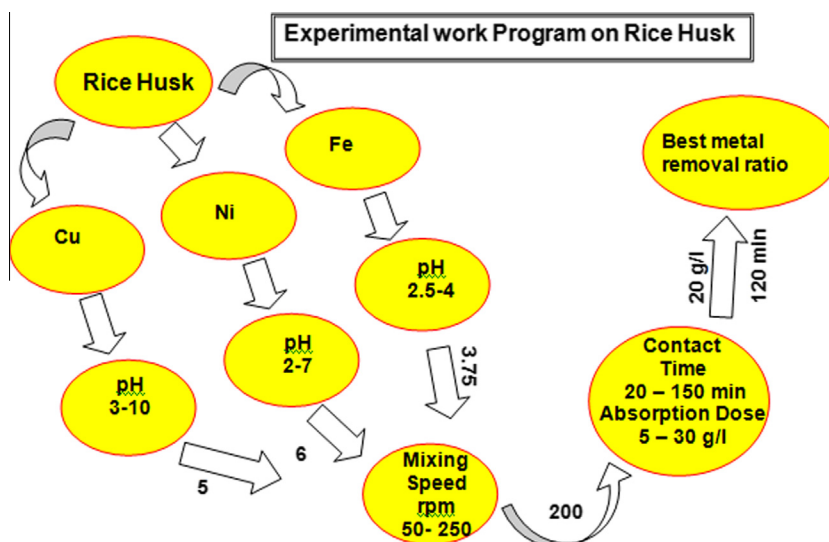 Experimental work Program on Rice Husk
Rice Husk
Fe
Ni
Cu
pH
2.5-4
pH
2-7
pH
3-10
3.75
6
5
Mixing
Speed
rpm
50- 250
200
Contact
Time
20 – 150 min
Absorption Dose
5 – 30 g/l
20 g/l
120 min
Best metal
removal ratio